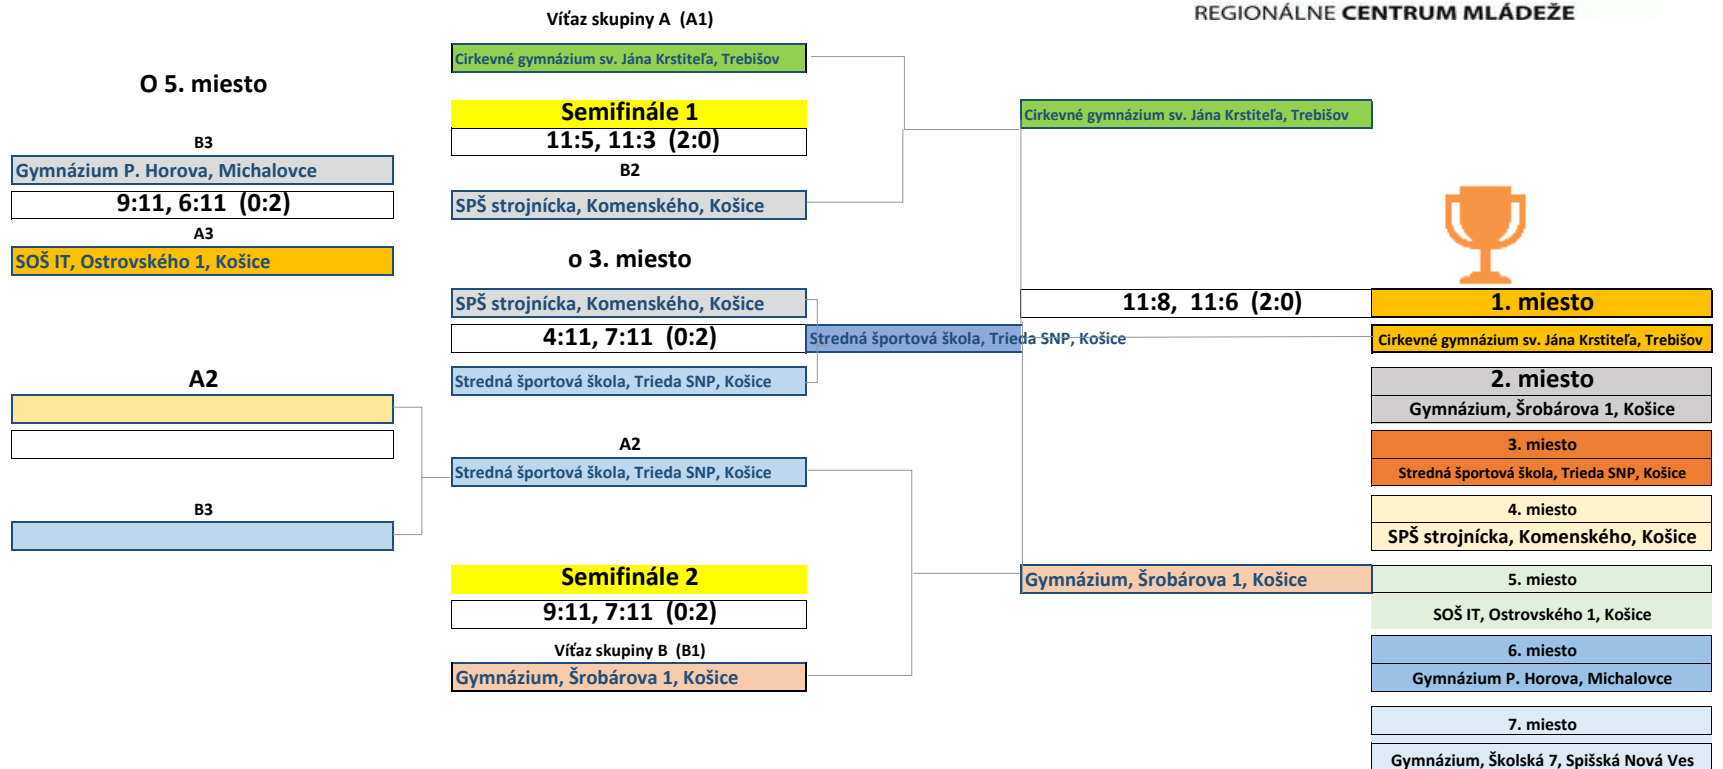 REGIONÁLNE CENTRUM MLÁDEŽE
Víťaz skupiny A  (A1)
Cirkevné gymnázium sv. Jána Krstiteľa, Trebišov
O 5. miesto
Semifinále 1
Cirkevné gymnázium sv. Jána Krstiteľa, Trebišov
B3
11:5, 11:3  (2:0)
Gymnázium P. Horova, Michalovce
B2
9:11, 6:11  (0:2)
SPŠ strojnícka, Komenského, Košice
A3
SOŠ IT, Ostrovského 1, Košice
o 3. miesto
SPŠ strojnícka, Komenského, Košice
11:8,  11:6  (2:0)
1. miesto
4:11, 7:11  (0:2)
Stredná športová škola, Trieda SNP, Košice
Cirkevné gymnázium sv. Jána Krstiteľa, Trebišov
A2
Stredná športová škola, Trieda SNP, Košice
2. miesto
Gymnázium, Šrobárova 1, Košice
A2
3. miesto
Stredná športová škola, Trieda SNP, Košice
Stredná športová škola, Trieda SNP, Košice
B3
4. miesto
SPŠ strojnícka, Komenského, Košice
Semifinále 2
Gymnázium, Šrobárova 1, Košice
5. miesto
9:11, 7:11  (0:2)
SOŠ IT, Ostrovského 1, Košice
Víťaz skupiny B  (B1)
6. miesto
Gymnázium, Šrobárova 1, Košice
Gymnázium P. Horova, Michalovce
7. miesto
Gymnázium, Školská 7, Spišská Nová Ves